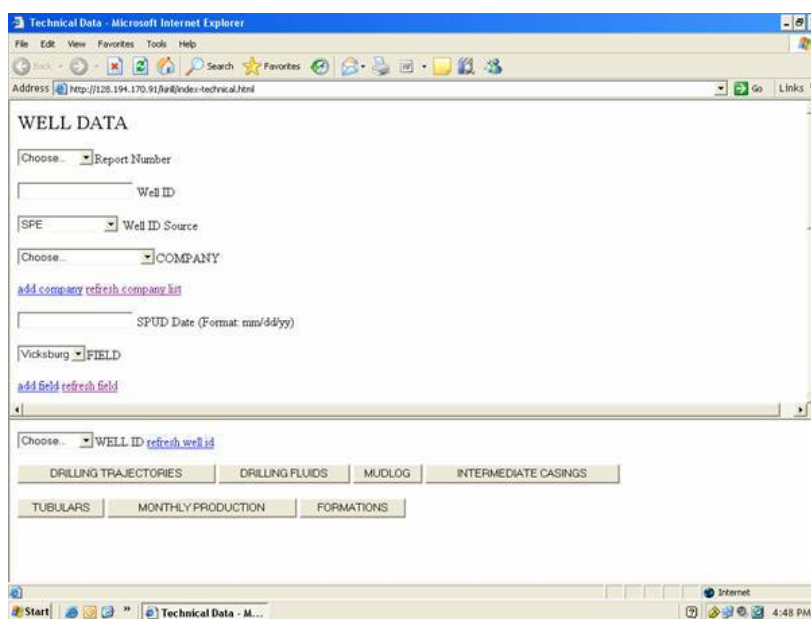 Technical Data - Microsoft Internet Explorer
File Edit View Favorites Tools Help
Back Search Favorites
Address http://128.194.170.91/kirill/index-technical.html Go Links
WELL DATA
Choose... Report Number
Well ID
SPE Well ID Source
Choose... COMPANY
add company refresh company list
SPUD Date (Format: mm/dd/yy)
Vicksburg FIELD
add field refresh field
Choose... WELL ID refresh well id
DRILLING TRAJECTORIES DRILLING FLUIDS MUDLOG INTERMEDIATE CASINGS
TUBULARS MONTHLY PRODUCTION FORMATIONS
Internet
Start » Technical Data - M... 4:48 PM